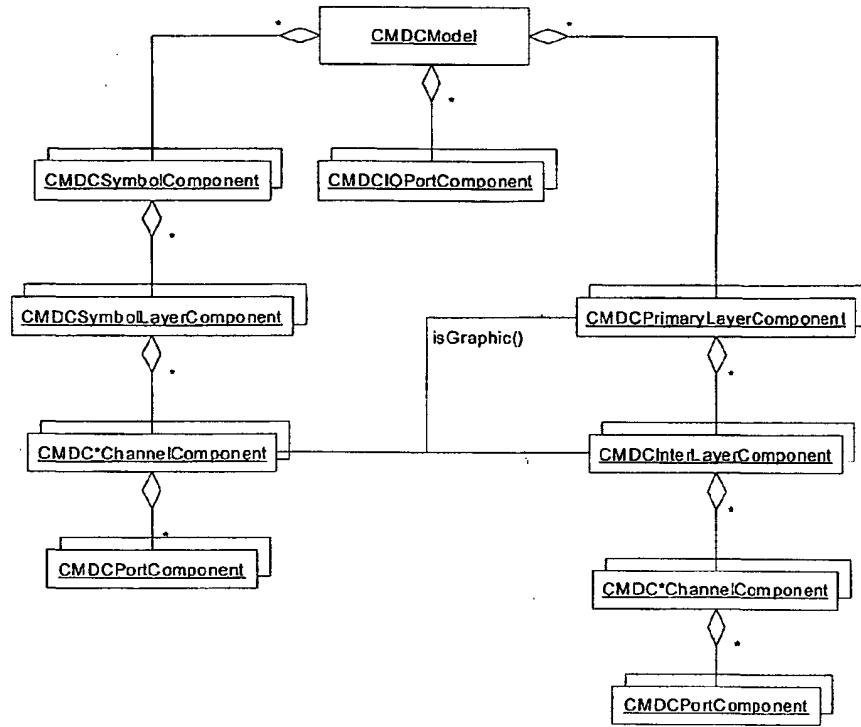 * CMDCModel *
*
CMDCSymbolComponent
CMDCIOPortComponent
*
CMDCSymbolLayerComponent
CMDCPrimaryLayerComponent
isGraphic()
*
*
CMDC*ChannelComponent
CMDCInterLayerComponent
*
*
CMDCPortComponent
CMDC*ChannelComponent
*
CMDCPortComponent